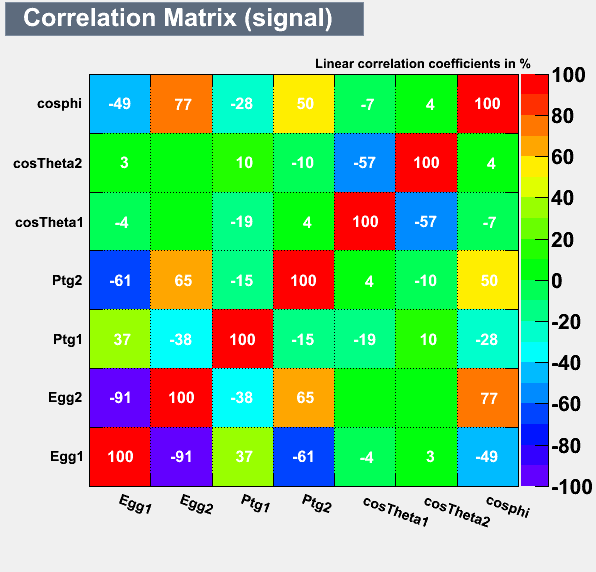 Correlation Matrix (signal)
Linear correlation coefficients in %
cosphi -49 77 -28 50 -7 4 100
cosTheta2 3 10 -10 -57 100 4
cosTheta1 -4 -19 4 100 -57 -7
Ptg2 -61 65 -15 100 4 -10 50
Ptg1 37 -38 100 -15 -19 10 -28
Egg2 -91 100 -38 65 77
Egg1 100 -91 37 -61 -4 3 -49
Egg1 Egg2 Ptg1 Ptg2 cosTheta1 cosTheta2 cosphi
100
80
60
40
20
0
-20
-40
-60
-80
-100